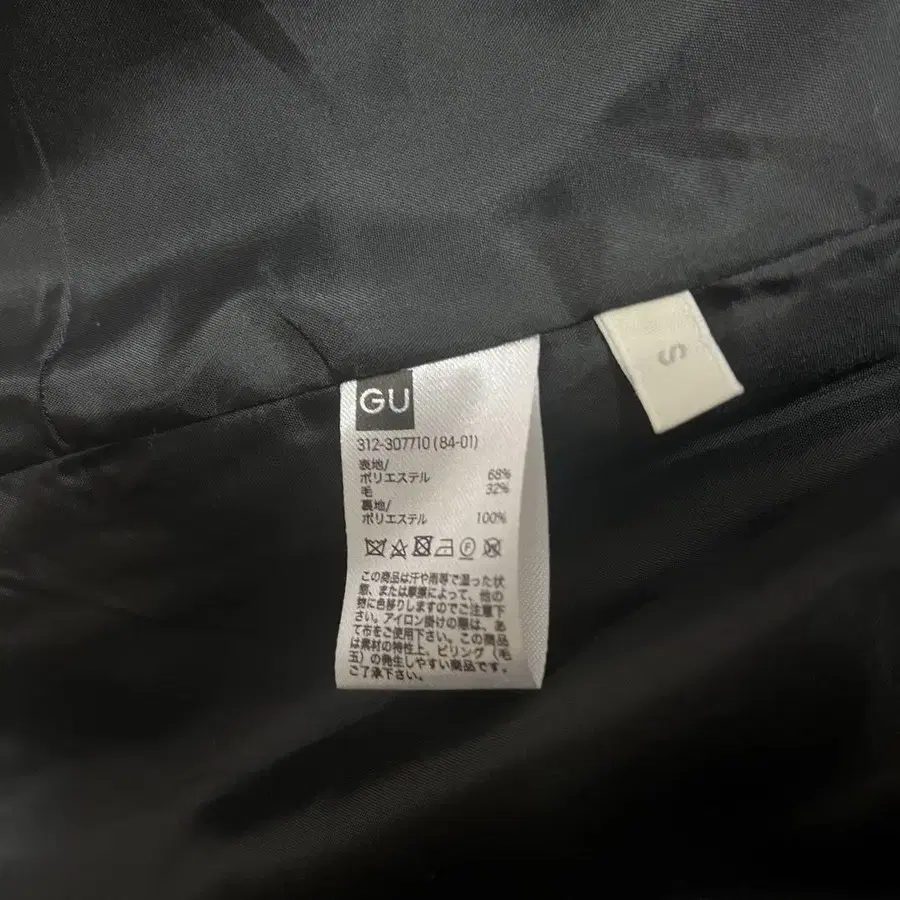 GU
312-307710 (84-01)
表地/
ポリエステル 68%
毛 32%
裏地/
ポリエステル 100%
この商品は汗や雨等で湿った状
態、または摩擦によって、他の
物に色移りしますのでご注意下
さい。アイロン掛けの際は、あ
て布をご使用下さい。この商品
は素材の特性上、ピリング（毛
玉）の発生しやすい商品です。
ご了承下さい。
S